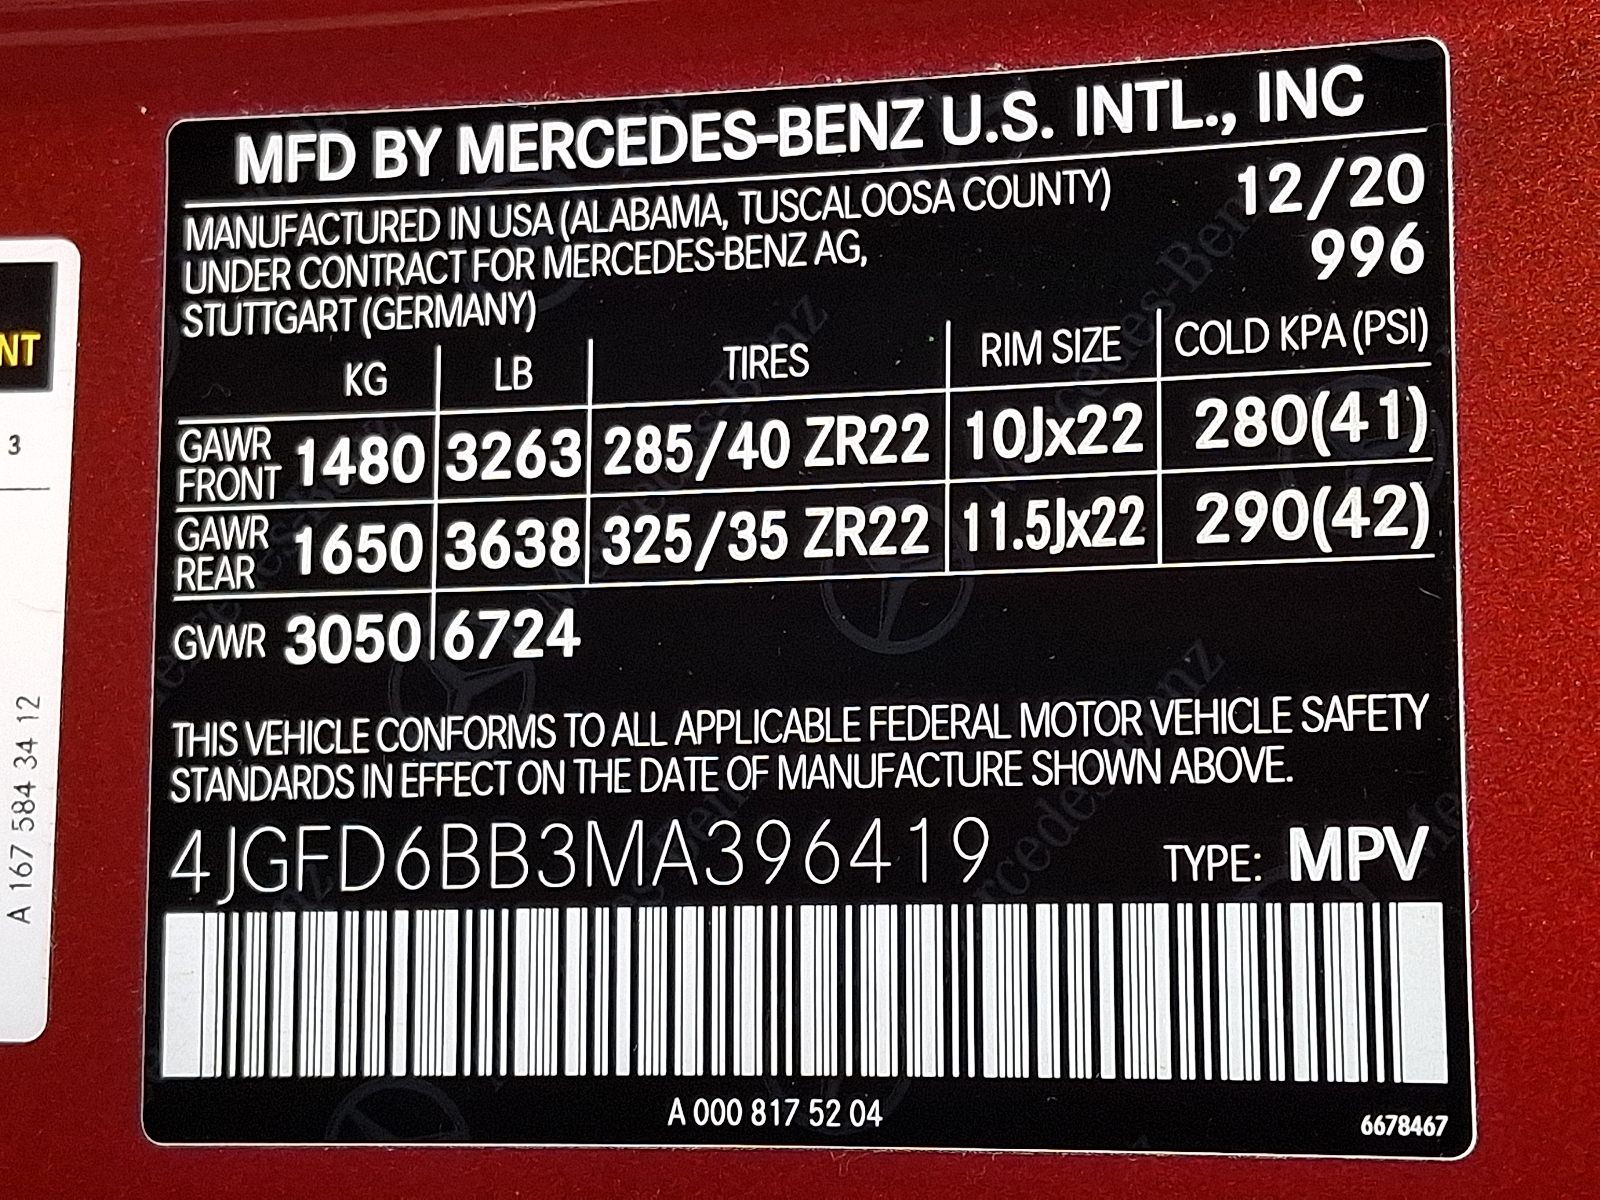 MFD BY MERCEDES-BENZ U.S. INTL., INC
MANUFACTURED IN USA (ALABAMA, TUSCALOOSA COUNTY) 12/20
UNDER CONTRACT FOR MERCEDES-BENZ AG, 996
STUTTGART (GERMANY)
KG LB TIRES RIM SIZE COLD KPA (PSI)
GAWR FRONT 1480 3263 285/40 ZR22 10Jx22 280(41)
GAWR REAR 1650 3638 325/35 ZR22 11.5Jx22 290(42)
GVWR 3050 6724
THIS VEHICLE CONFORMS TO ALL APPLICABLE FEDERAL MOTOR VEHICLE SAFETY
STANDARDS IN EFFECT ON THE DATE OF MANUFACTURE SHOWN ABOVE.
4JGFD6BB3MA396419 TYPE: MPV
A 000 817 52 04
6678467
NT
3
A 167 584 34 12